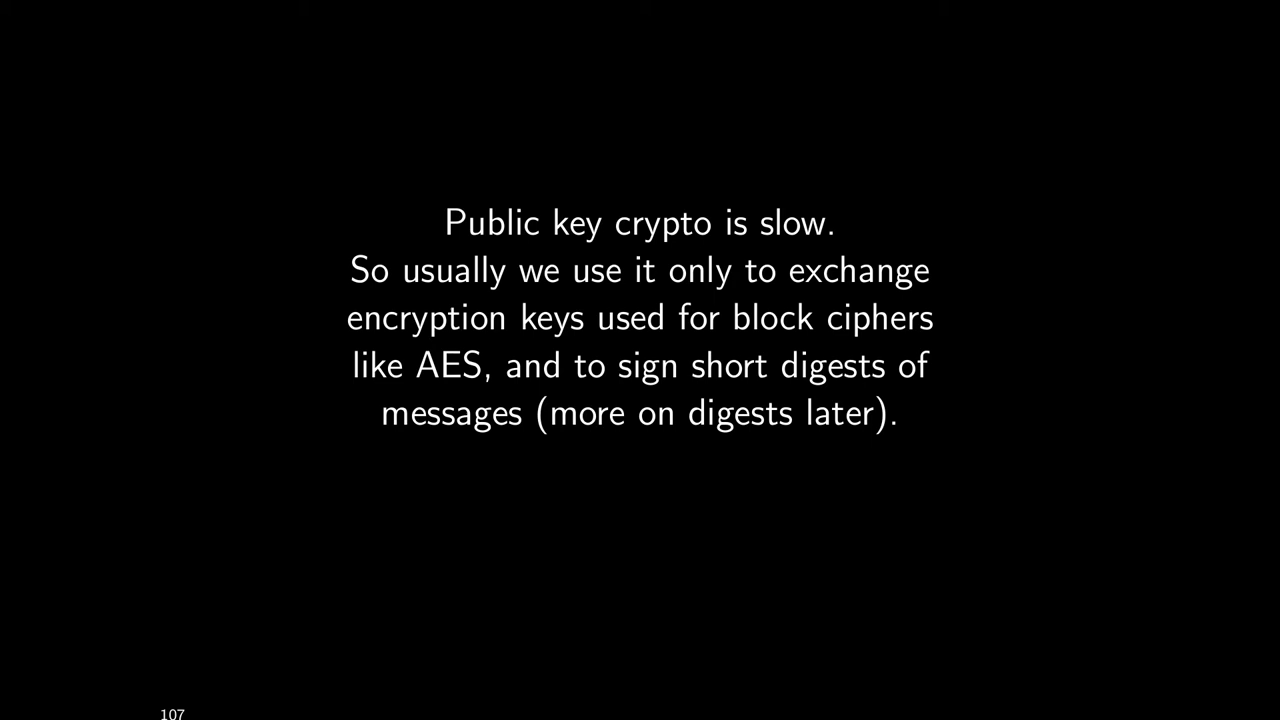 Public key crypto is slow.
So usually we use it only to exchange
encryption keys used for block ciphers
like AES, and to sign short digests of
messages (more on digests later).
107